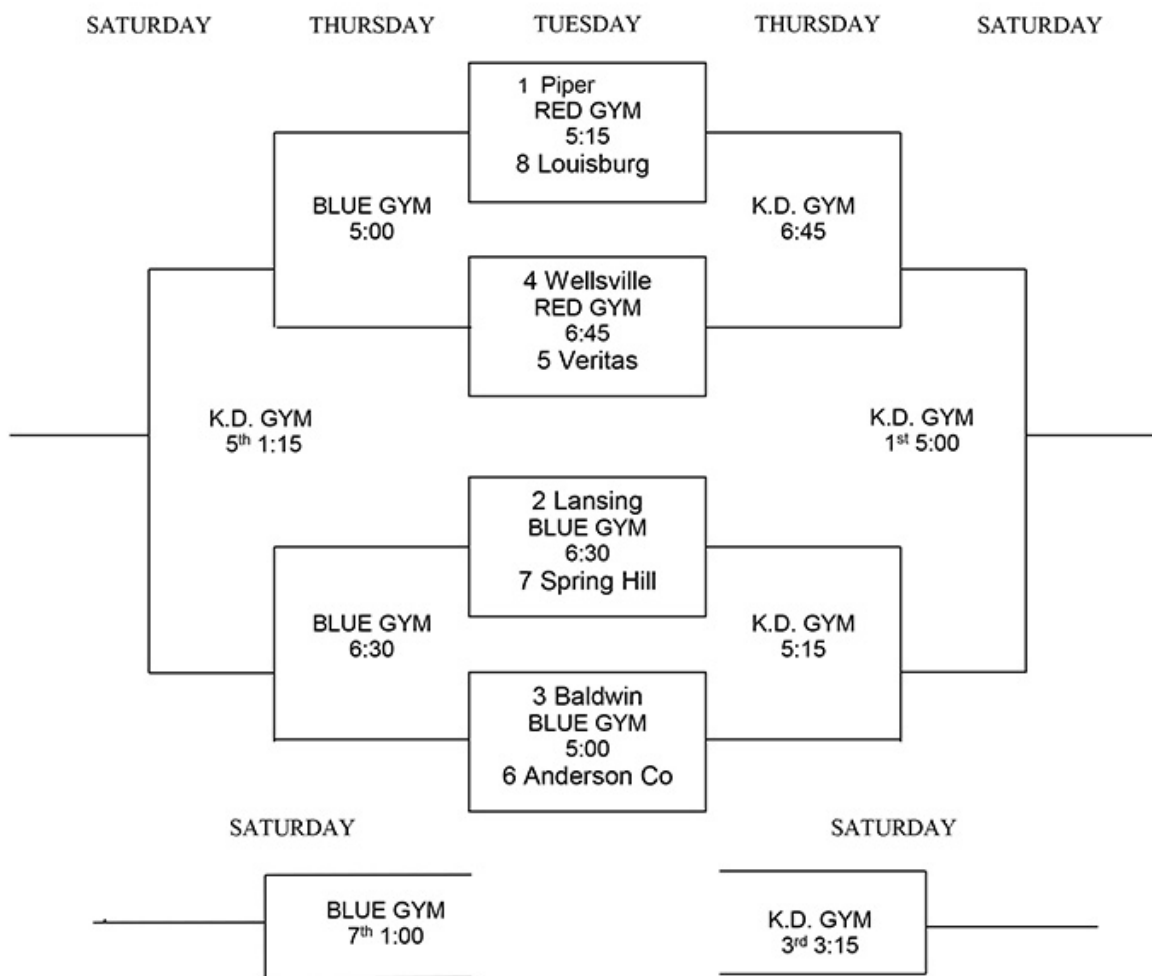 SATURDAY THURSDAY TUESDAY THURSDAY SATURDAY
1 Piper
RED GYM
5:15
8 Louisburg
BLUE GYM
5:00
K.D. GYM
6:45
4 Wellsville
RED GYM
6:45
5 Veritas
K.D. GYM
5th 1:15
K.D. GYM
1st 5:00
2 Lansing
BLUE GYM
6:30
7 Spring Hill
BLUE GYM
6:30
K.D. GYM
5:15
3 Baldwin
BLUE GYM
5:00
6 Anderson Co
SATURDAY SATURDAY
BLUE GYM
7th 1:00
K.D. GYM
3rd 3:15